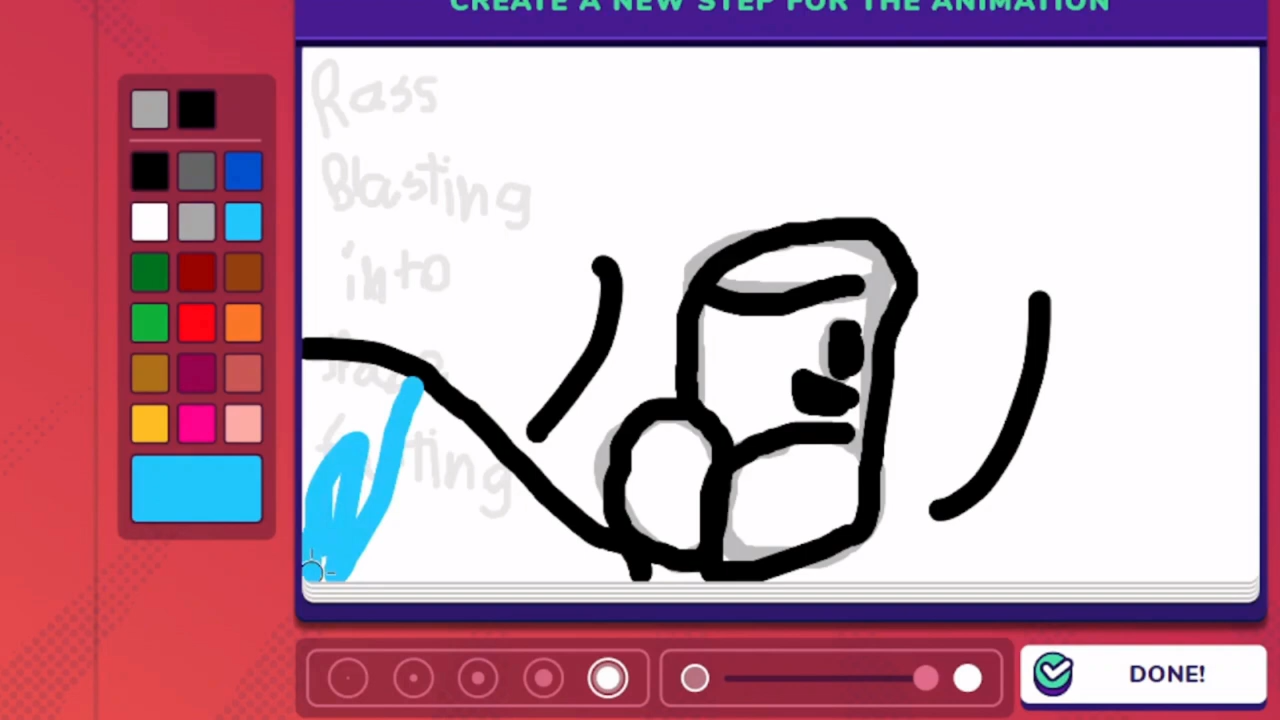 CREATE A NEW STEP FOR THE ANIMATION
Rass
Blasting
into
DONE!